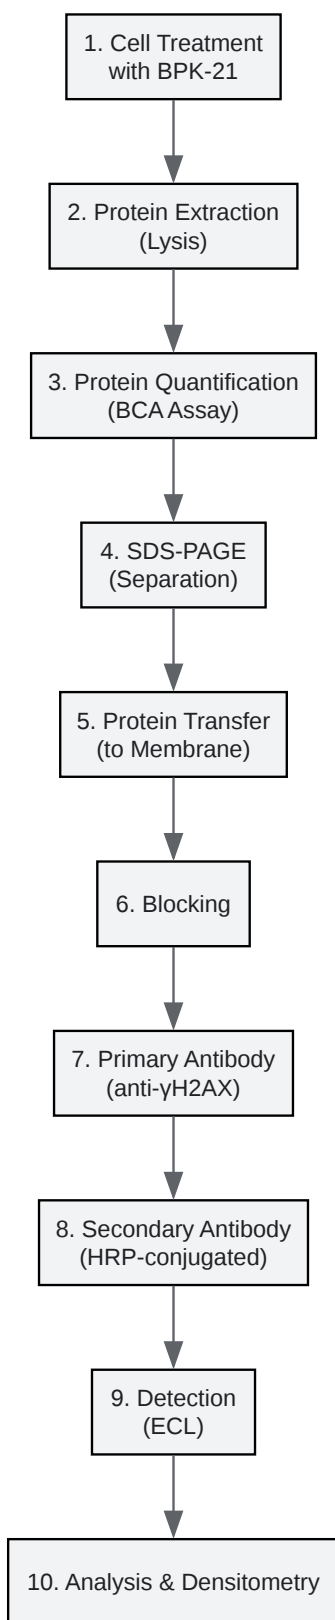 1. Cell Treatment
with BPK-21
2. Protein Extraction
(Lysis)
3. Protein Quantification
(BCA Assay)
4. SDS-PAGE
(Separation)
5. Protein Transfer
(to Membrane)
6. Blocking
7. Primary Antibody
(anti-γH2AX)
8. Secondary Antibody
(HRP-conjugated)
9. Detection
(ECL)
10. Analysis & Densitometry